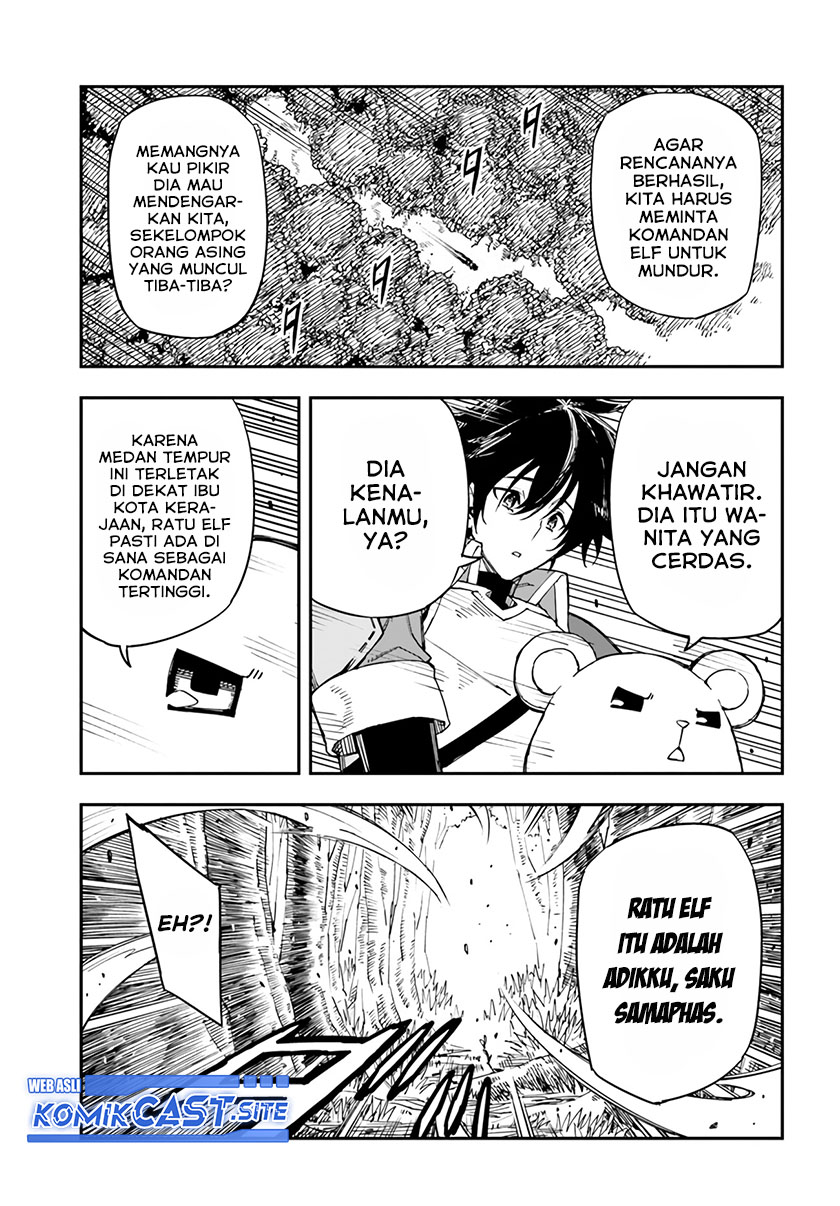 AGAR
RENCANANYA
BERHASIL,
KITA HARUS
MEMINTA
KOMANDAN
ELF UNTUK
MUNDUR.
MEMANGNYA
KAU PIKIR
DIA MAU
MENDENGAR-
KAN KITA,
SEKELOMPOK
ORANG ASING
YANG MUNCUL
TIBA-TIBA?
タ
タ
タ
JANGAN
KHAWATIR.
DIA ITU WA-
NITA YANG
CERDAS.
DIA
KENA-
LANMU,
YA?
KARENA
MEDAN TEMPUR
INI TERLETAK
DI DEKAT IBU
KOTA KERA-
JAAN, RATU ELF
PASTI ADA DI
SANA SEBAGAI
KOMANDAN
TERTINGGI.
RATU ELF
ITU ADALAH
ADIKKU, SAKU
SAMAPHAS.
EH?!
WEB ASLI
KOMIKCAST.SITE